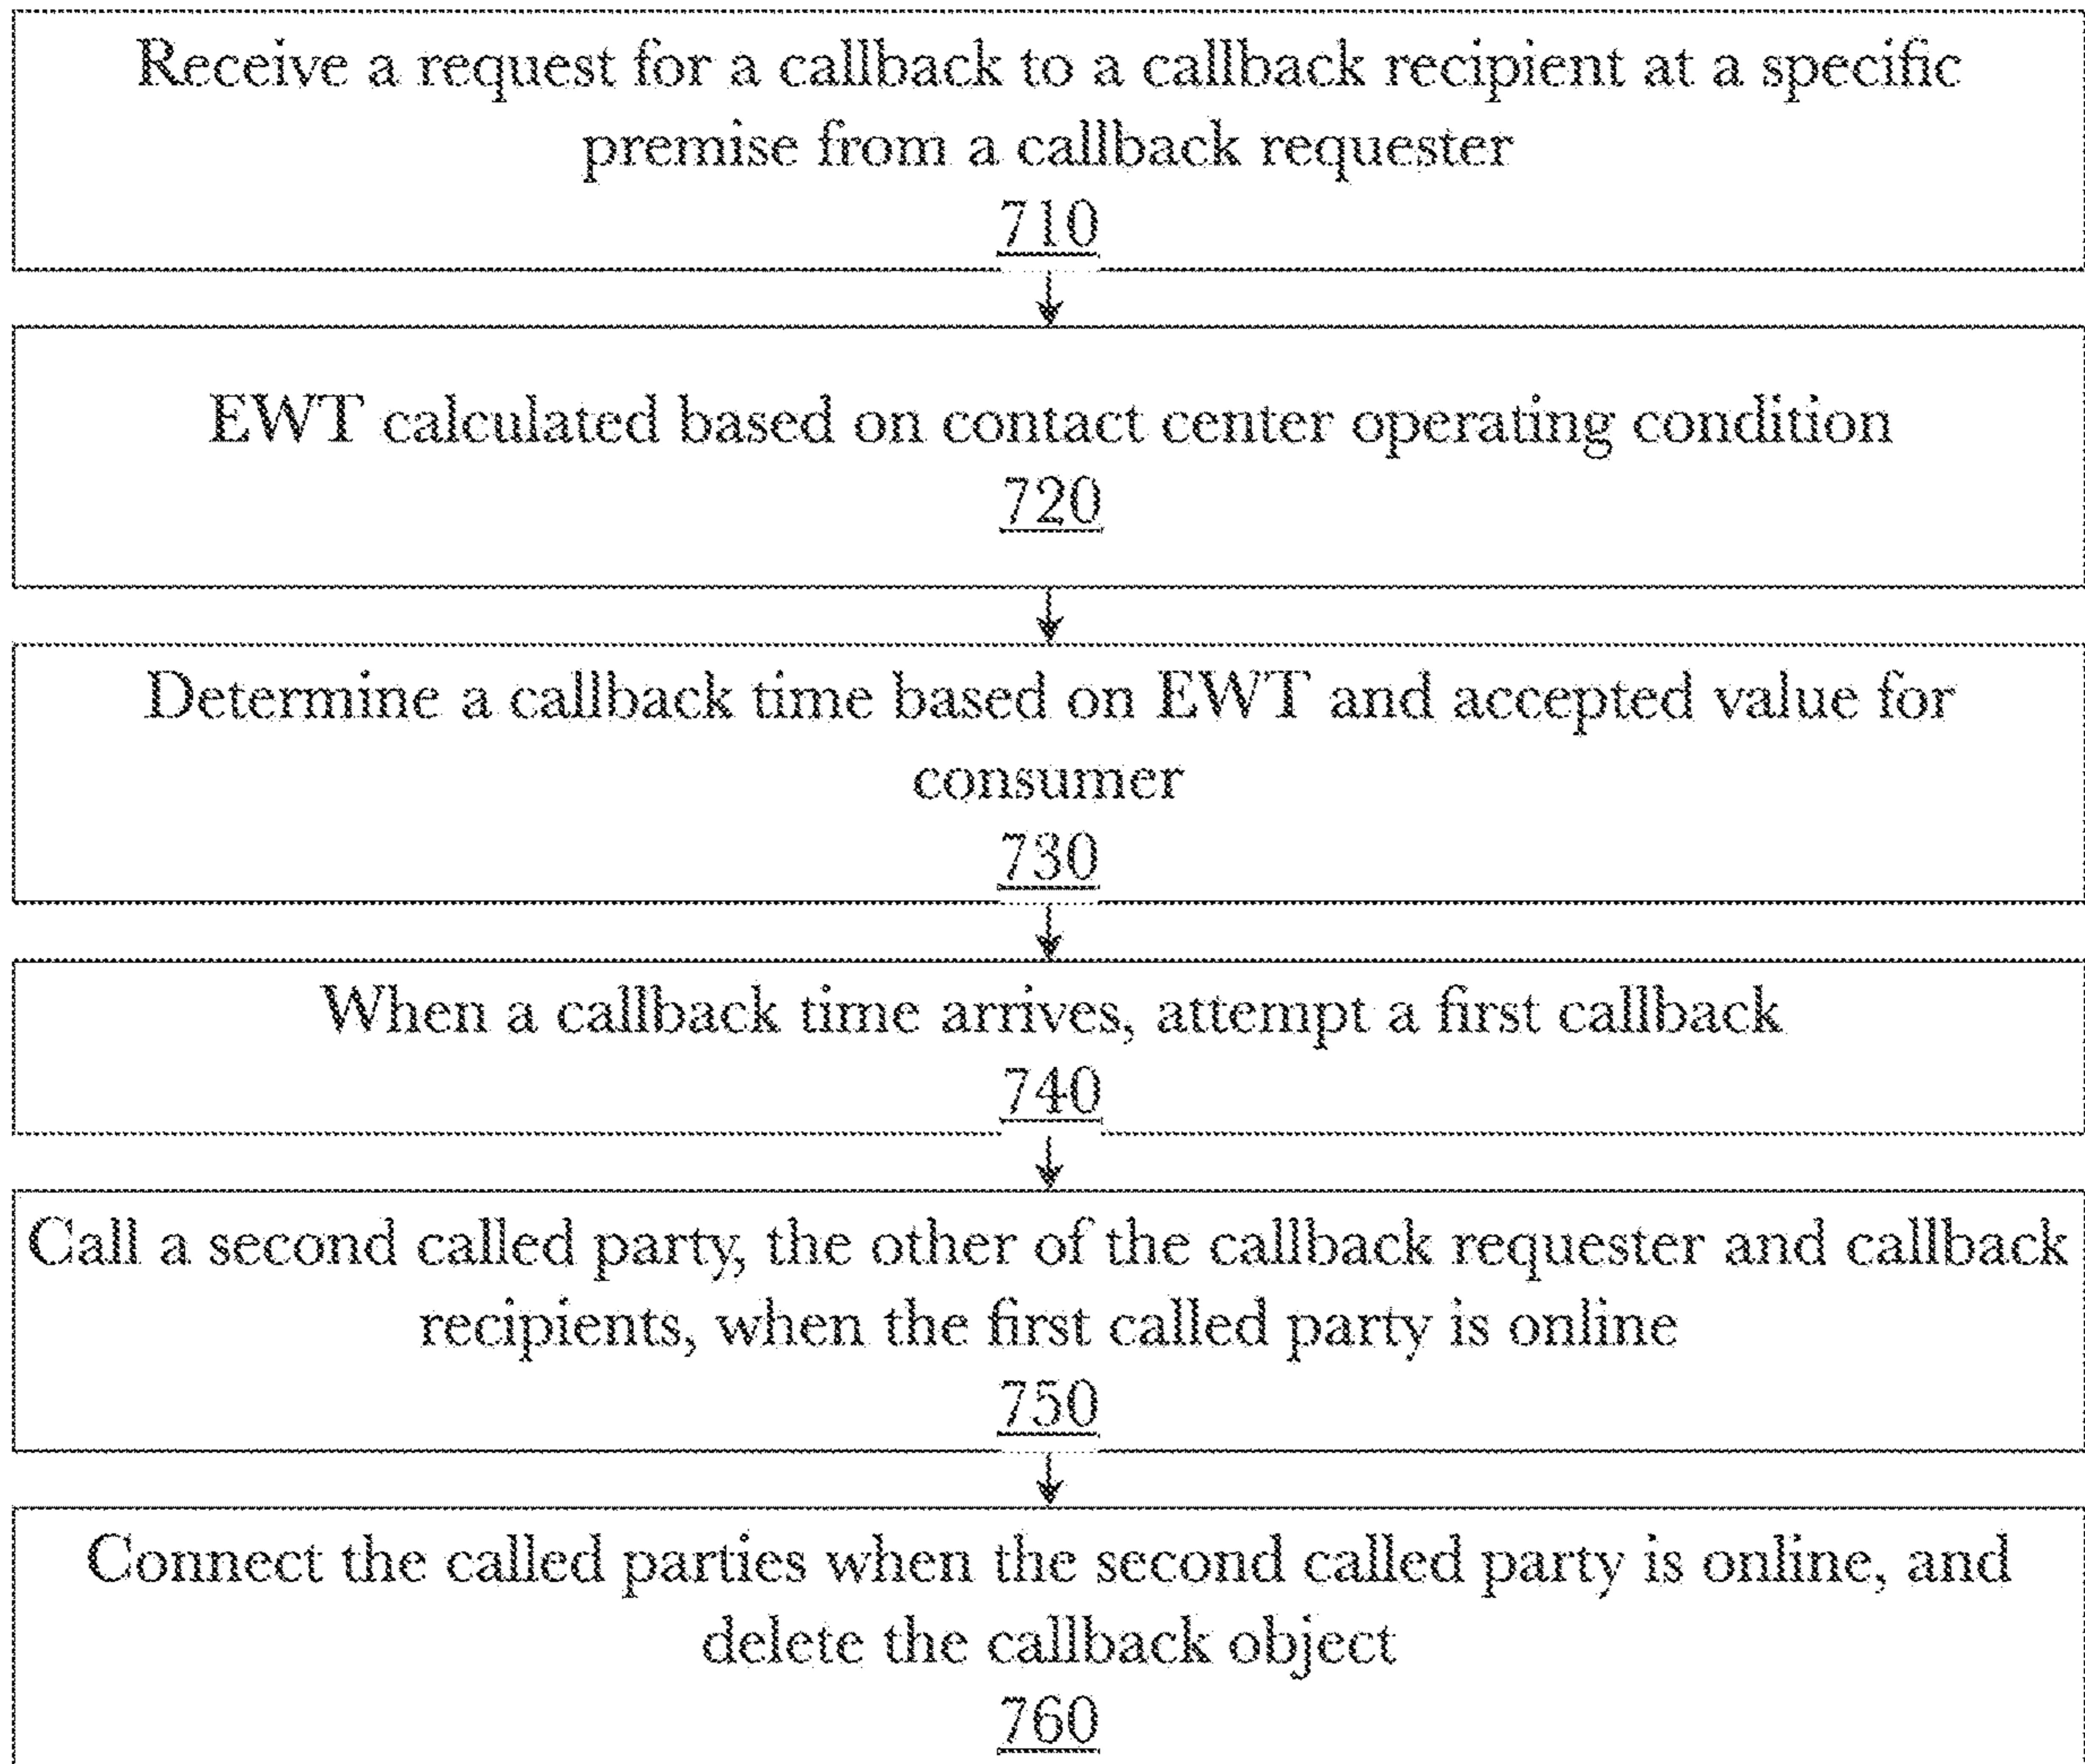 Receive a request for a callback to a callback recipient at a specific
premise from a callback requester
710
EWT calculated based on contact center operating condition
720
Determine a callback time based on EWT and accepted value for
consumer
730
When a callback time arrives, attempt a first callback
740
Call a second called party, the other of the callback requester and callback
recipients, when the first called party is online
750
Connect the called parties when the second called party is online, and
delete the callback object
760